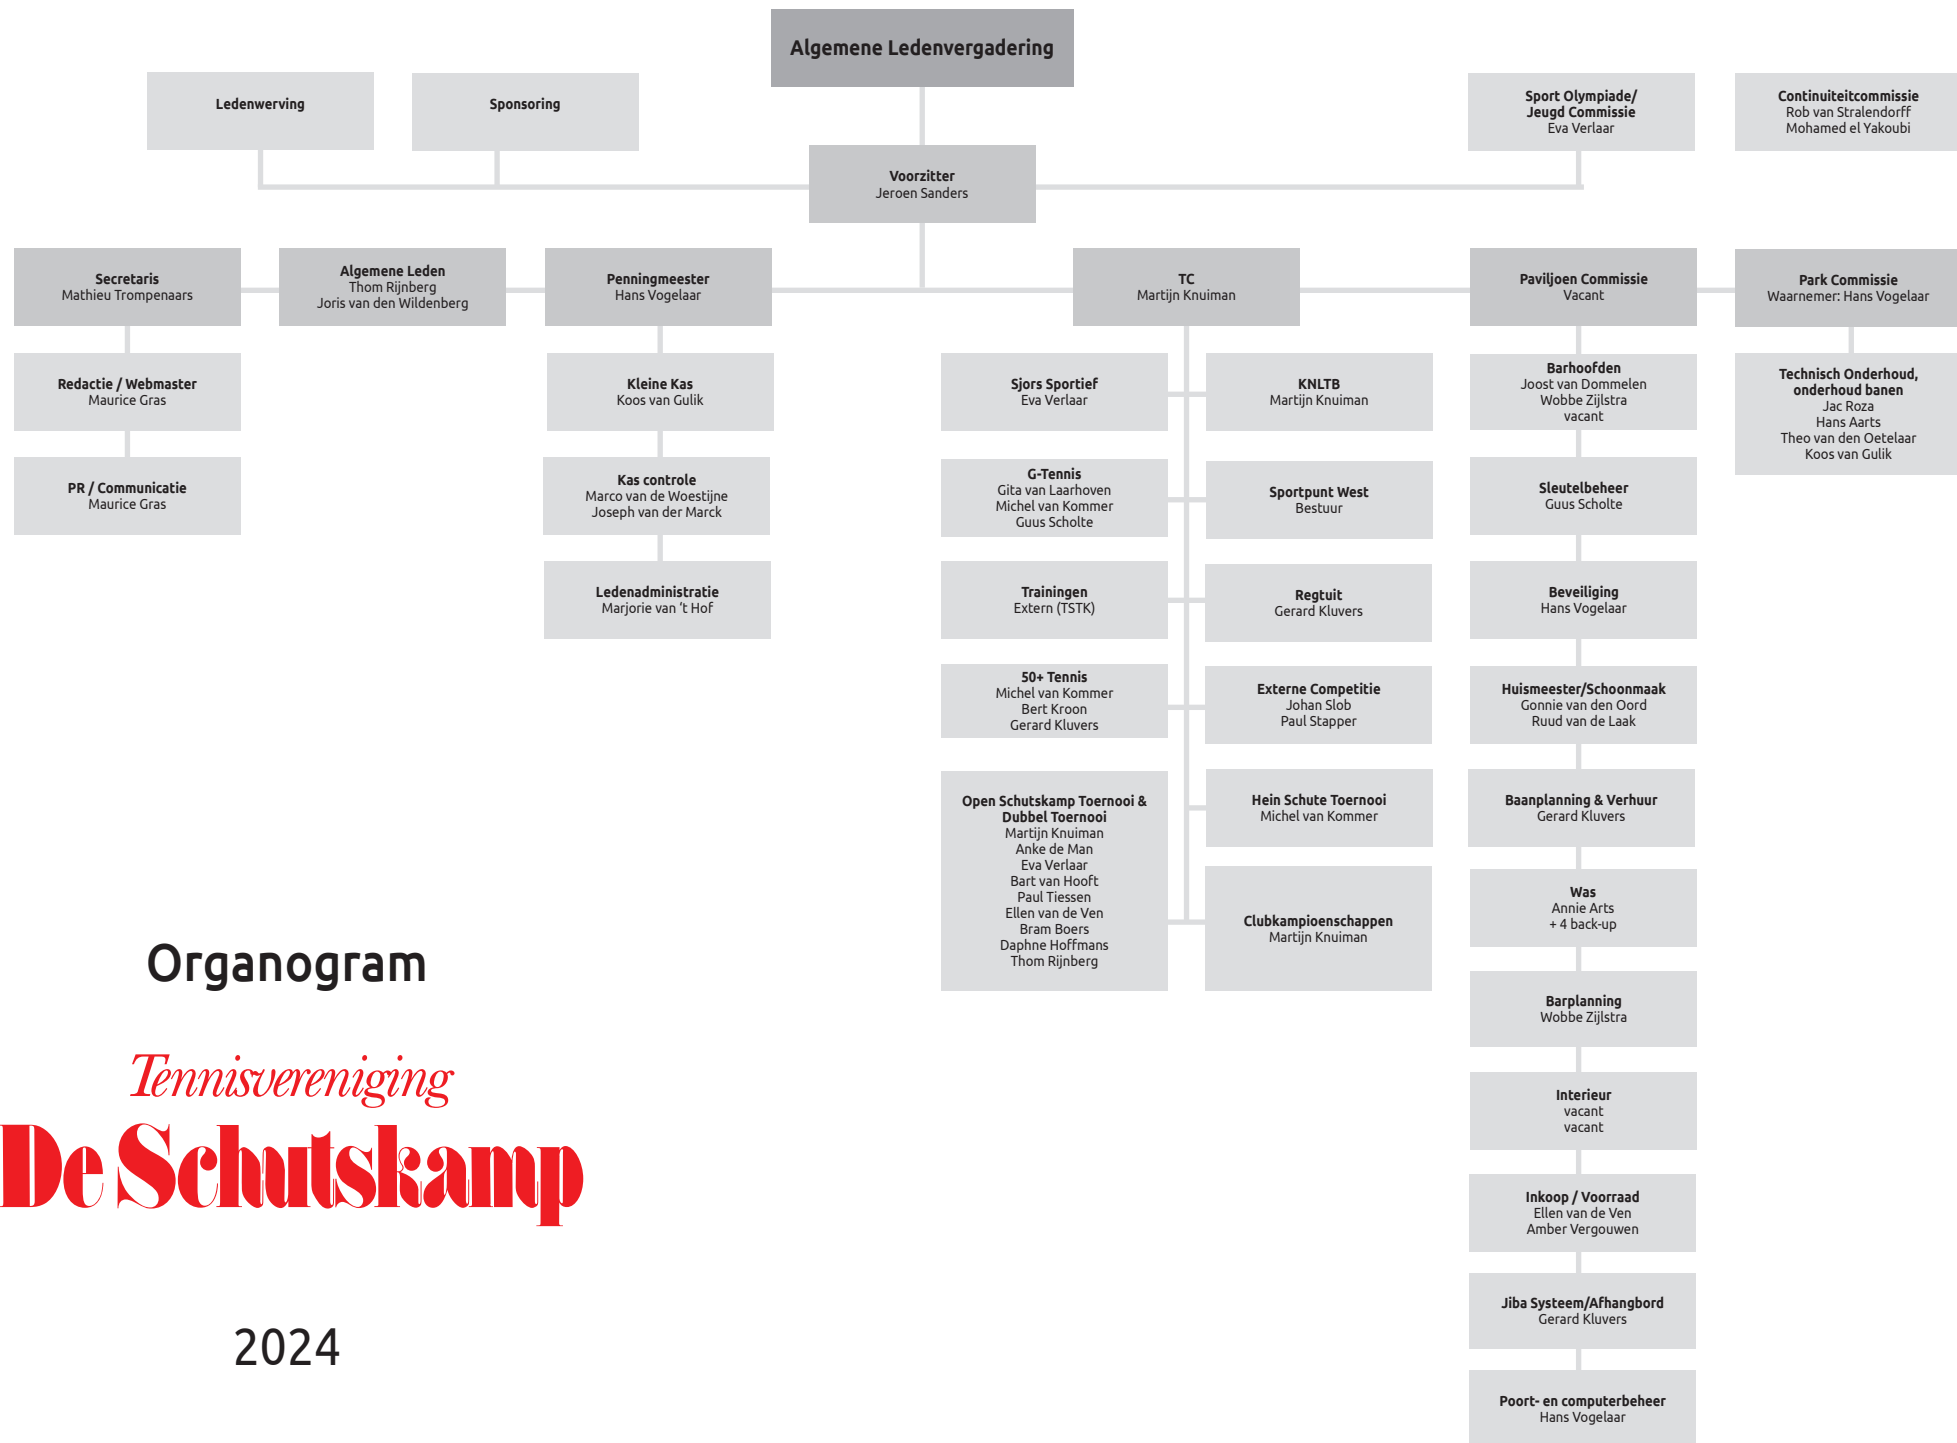 Algemene Ledenvergadering
Ledenwerving
Sponsoring
Sport Olympiade/
Jeugd Commissie
Eva Verlaar
Continuiteitcommissie
Rob van Stralendorff
Mohamed el Yakoubi
Voorzitter
Jeroen Sanders
Secretaris
Mathieu Trompenaars
Algemene Leden
Thom Rijnberg
Joris van den Wildenberg
Penningmeester
Hans Vogelaar
TC
Martijn Knuiman
Paviljoen Commissie
Vacant
Park Commissie
Waarnemer: Hans Vogelaar
Redactie / Webmaster
Maurice Gras
PR / Communicatie
Maurice Gras
Kleine Kas
Koos van Gulik
Kas controle
Marco van de Woestijne
Joseph van der Marck
Ledenadministratie
Marjorie van ‘t Hof
Sjors Sportief
Eva Verlaar
KNLTB
Martijn Knuiman
G-Tennis
Gita van Laarhoven
Michel van Kommer
Guus Scholte
Sportpunt West
Bestuur
Trainingen
Extern (TSTK)
Regtuit
Gerard Kluvers
50+ Tennis
Michel van Kommer
Bert Kroon
Gerard Kluvers
Externe Competitie
Johan Slob
Paul Stapper
Open Schutskamp Toernooi &
Dubbel Toernooi
Martijn Knuiman
Anke de Man
Eva Verlaar
Bart van Hooft
Paul Tiessen
Ellen van de Ven
Bram Boers
Daphne Hoffmans
Thom Rijnberg
Hein Schute Toernooi
Michel van Kommer
Clubkampioenschappen
Martijn Knuiman
Barhoofden
Joost van Dommelen
Wobbe Zijlstra
vacant
Sleutelbeheer
Guus Scholte
Beveiliging
Hans Vogelaar
Huismeester/Schoonmaak
Gonnie van den Oord
Ruud van de Laak
Baanplanning & Verhuur
Gerard Kluvers
Was
Annie Arts
+ 4 back-up
Barplanning
Wobbe Zijlstra
Interieur
vacant
vacant
Inkoop / Voorraad
Ellen van de Ven
Amber Vergouwen
Jiba Systeem/Afhangbord
Gerard Kluvers
Poort- en computerbeheer
Hans Vogelaar
Technisch Onderhoud,
onderhoud banen
Jac Roza
Hans Aarts
Theo van den Oetelaar
Koos van Gulik
Organogram
Tennisvereniging
De Schutskamp
2024